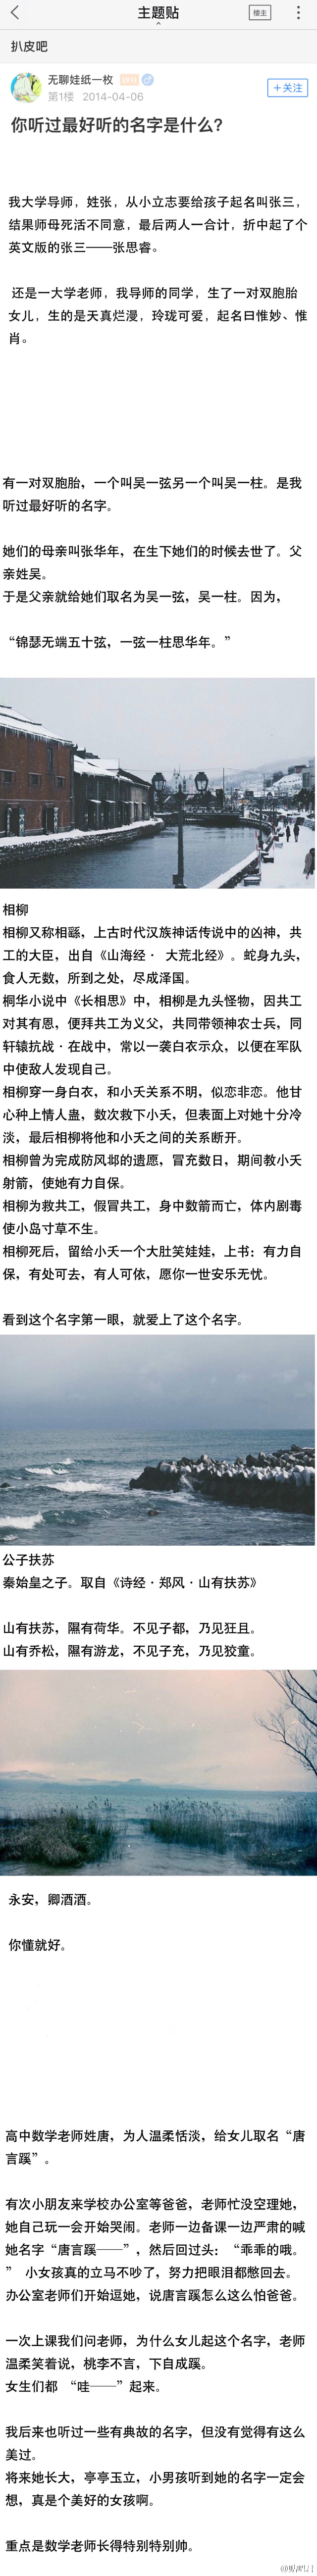 主题贴
楼主
扒皮吧
无聊娃纸一枚
第1楼 2014-04-06
＋关注
你听过最好听的名字是什么?
我大学导师，姓张，从小立志要给孩子起名叫张三，
结果师母死活不同意，最后两人一合计，折中起了个
英文版的张三——张思睿。
还是一大学老师，我导师的同学，生了一对双胞胎
女儿，生的是天真烂漫，玲珑可爱，起名曰惟妙、惟
肖。
有一对双胞胎，一个叫吴一弦另一个叫吴一柱。是我
听过最好听的名字。
她们的母亲叫张华年，在生下她们的时候去世了。父
亲姓吴。
于是父亲就给她们取名为吴一弦，吴一柱。因为，
“锦瑟无端五十弦，一弦一柱思华年。”
相柳
相柳又称相繇，上古时代汉族神话传说中的凶神，共
工的大臣，出自《山海经· 大荒北经》。蛇身九头，
食人无数，所到之处，尽成泽国。
桐华小说中《长相思》中，相柳是九头怪物，因共工
对其有恩，便拜共工为义父，共同带领神农士兵，同
轩辕抗战·在战中，常以一袭白衣示众，以便在军队
中使敌人发现自己。
相柳穿一身白衣，和小夭关系不明，似恋非恋。他甘
心种上情人蛊，数次救下小夭，但表面上对她十分冷
淡，最后相柳将他和小夭之间的关系断开。
相柳曾为完成防风邶的遗愿，冒充数日，期间教小夭
射箭，使她有力自保。
相柳为救共工，假冒共工，身中数箭而亡，体内剧毒
使小岛寸草不生。
相柳死后，留给小夭一个大肚笑娃娃，上书：有力自
保，有处可去，有人可依，愿你一世安乐无忧。
看到这个名字第一眼，就爱上了这个名字。
公子扶苏
秦始皇之子。取自《诗经·郑风·山有扶苏》
山有扶苏，隰有荷华。不见子都，乃见狂且。
山有乔松，隰有游龙，不见子充，乃见狡童。
永安，卿酒酒。
你懂就好。
高中数学老师姓唐，为人温柔恬淡，给女儿取名“唐
言蹊”。
有次小朋友来学校办公室等爸爸，老师忙没空理她，
她自己玩一会开始哭闹。老师一边备课一边严肃的喊
她名字“唐言蹊——”，然后回过头：“乖乖的哦。
” 小女孩真的立马不吵了，努力把眼泪都憋回去。
办公室老师们开始逗她，说唐言蹊怎么这么怕爸爸。
一次上课我们问老师，为什么女儿起这个名字，老师
温柔笑着说，桃李不言，下自成蹊。
女生们都 “哇——”起来。
我后来也听过一些有典故的名字，但没有觉得有这么
美过。
将来她长大，亭亭玉立，小男孩听到她的名字一定会
想，真是个美好的女孩啊。
重点是数学老师长得特别特别帅。